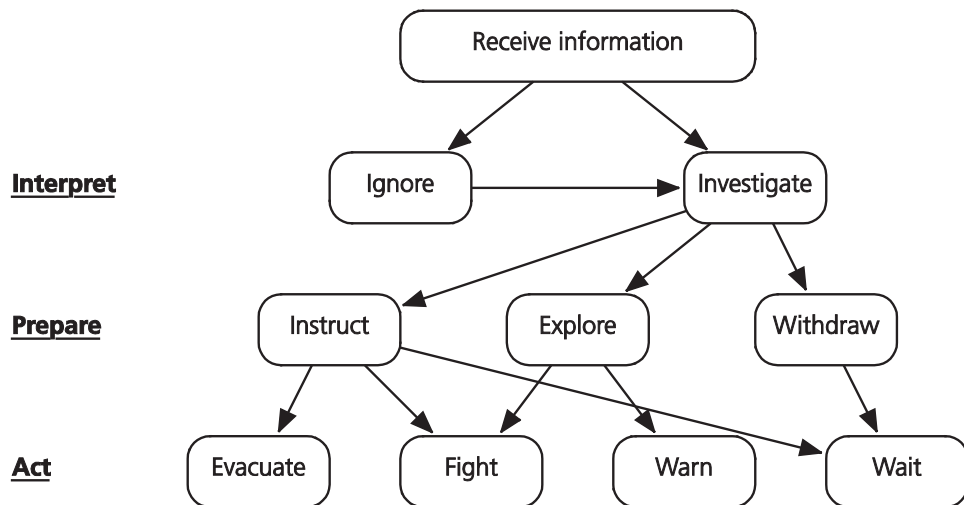 Receive information
Interpret
Ignore
Investigate
Prepare
Instruct
Explore
Withdraw
Act
Evacuate
Fight
Warn
Wait